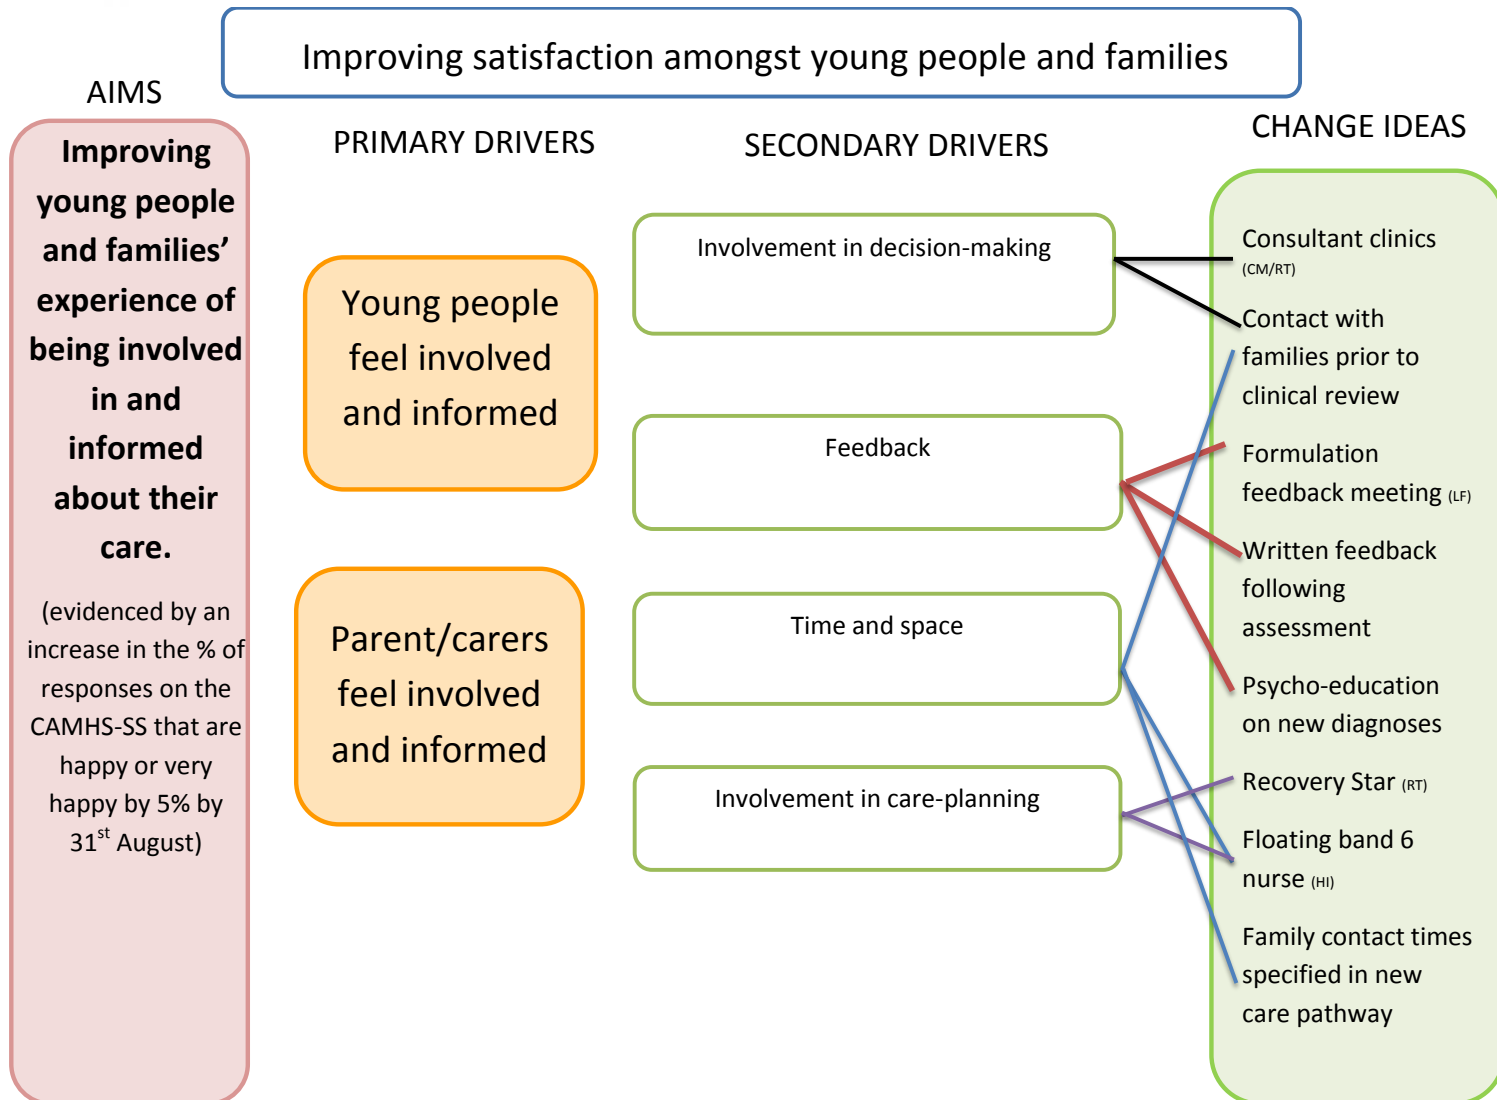 Improving satisfaction amongst young people and families
AIMS
Improving
young people
and families’
experience of
being involved
in and
informed
about their
care.
(evidenced by an
increase in the % of
responses on the
CAMHS-SS that are
happy or very
happy by 5% by
31st August)
PRIMARY DRIVERS
Young people
feel involved
and informed
Parent/carers
feel involved
and informed
SECONDARY DRIVERS
Involvement in decision-making
Feedback
Time and space
Involvement in care-planning
CHANGE IDEAS
Consultant clinics
(CM/RT)
Contact with
families prior to
clinical review
Formulation
feedback meeting (LF)
Written feedback
following
assessment
Psycho-education
on new diagnoses
Recovery Star (RT)
Floating band 6
nurse (HI)
Family contact times
specified in new
care pathway